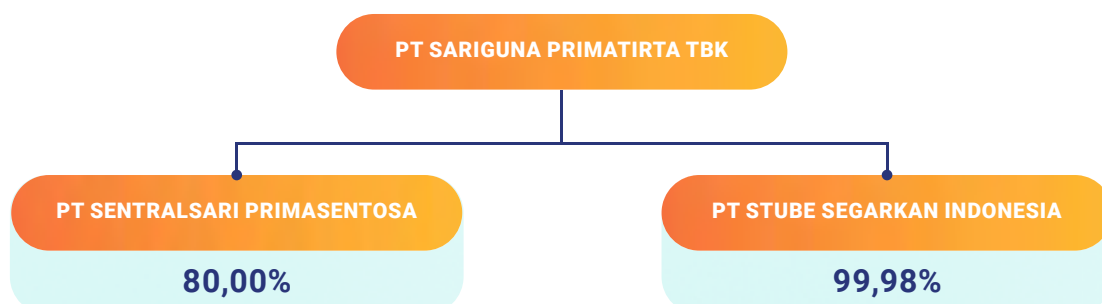 PT SARIGUNA PRIMATIRTA TBK
PT SENTRALSARI PRIMASENTOSA
PT STUBE SEGARKAN INDONESIA
80,00%
99,98%